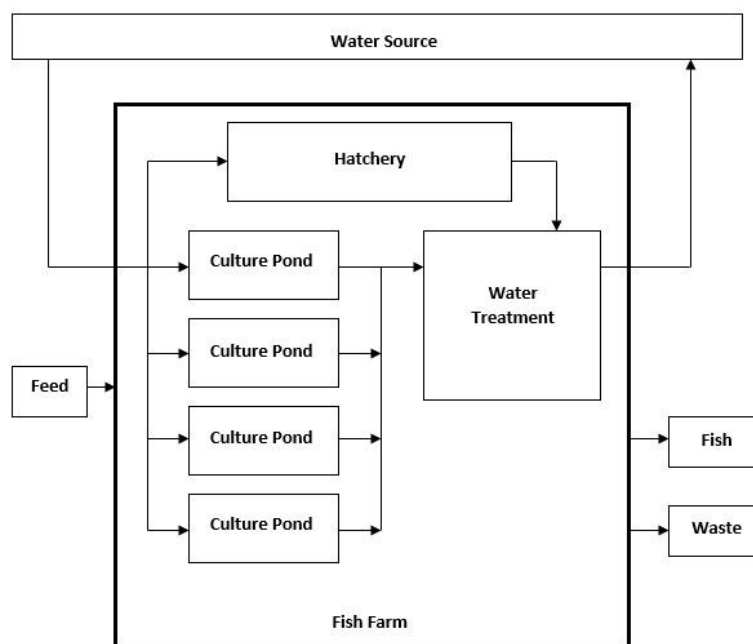 Water Source
Hatchery
Culture Pond
Water
Treatment
Culture Pond
Feed
Culture Pond
Fish
Culture Pond
Waste
Fish Farm